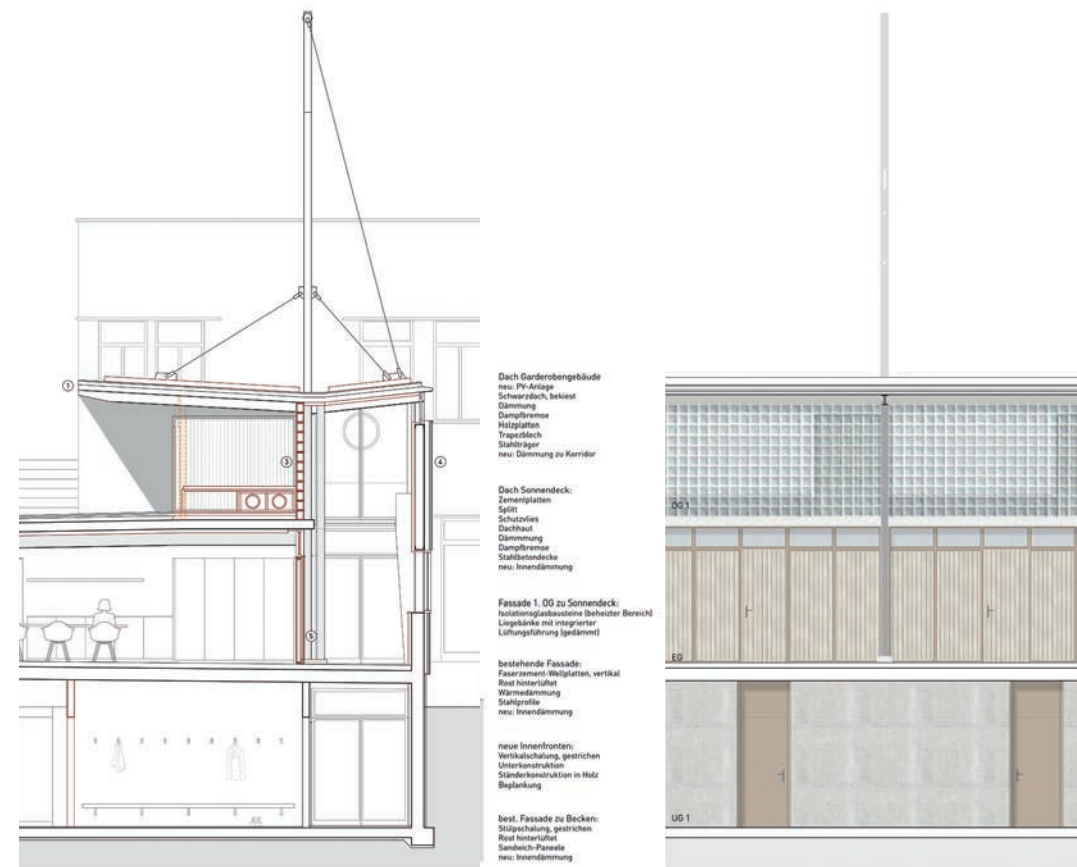 1
3
4
5
Dach Garderobengebäude
neu: PV-Anlage
Schwarzdach, bekiest
Dämmung
Dampfbremse
Holzplatten
Trapezblech
Stahlträger
neu: Dämmung zu Korridor
Dach Sonnendeck:
Zementplatten
Splitt
Schutzvlies
Dachhaut
Dämmmung
Dampfbremse
Stahlbetondecke
neu: Innendämmung
Fassade 1. OG zu Sonnendeck:
Isolationsglasbausteine (beheizter Bereich)
Liegebänke mit integrierter
Lüftungsführung (gedämmt)
bestehende Fassade:
Faserzement-Wellplatten, vertikal
Rost hinterlüftet
Wärmedämmung
Stahlprofile
neu: Innendämmung
neue Innenfronten:
Vertikalschalung, gestrichen
Unterkonstruktion
Ständerkonstruktion in Holz
Beplankung
best. Fassade zu Becken:
Stülpschalung, gestrichen
Rost hinterlüftet
Sandwich-Paneele
neu: Innendämmung
OG 1
EG
UG 1